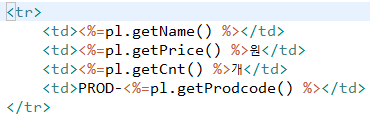 <tr>
    <td><%=pl.getName() %></td>
    <td><%=pl.getPrice() %>원</td>
    <td><%=pl.getCnt() %>개</td>
    <td>PROD-<%=pl.getProdcode() %></td>
</tr>